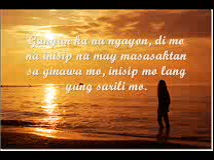 Ganyan ka na ngayon, di mo
na inisip na may masasaktan
sa ginawa mo, inisip mo lang
yung sarili mo.